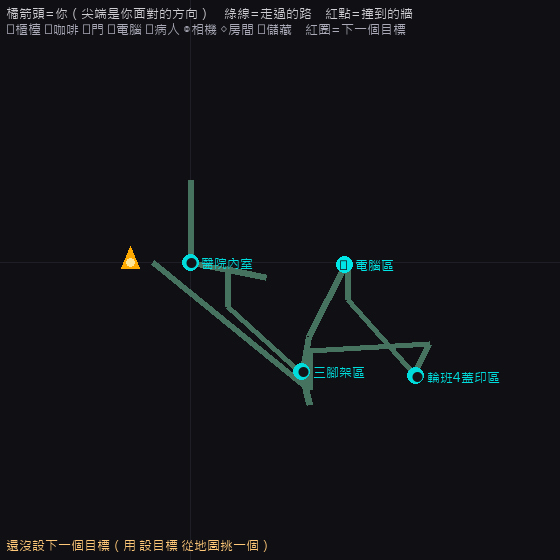 橘箭頭=你（尖端是你面對的方向） 綠線=走過的路 紅點=撞到的牆
櫃檯 咖啡 門 電腦 病人 相機 ◇房間 儲藏 紅圈=下一個目標
醫院內室
電腦區
三腳架區
輪班4蓋印區
還沒設下一個目標（用 設目標 從地圖挑一個）